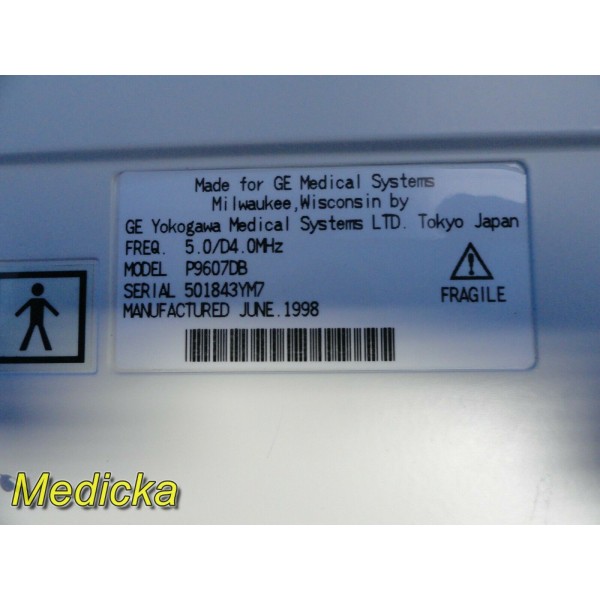 Made for GE Medical Systems
Milwaukee,Wisconsin by
GE Yokogawa Medical Systems LTD. Tokyo Japan
FREQ. 5.0/D4.0MHz
MODEL P9607DB
SERIAL 501843YM7
MANUFACTURED JUNE.1998
FRAGILE
Medicka